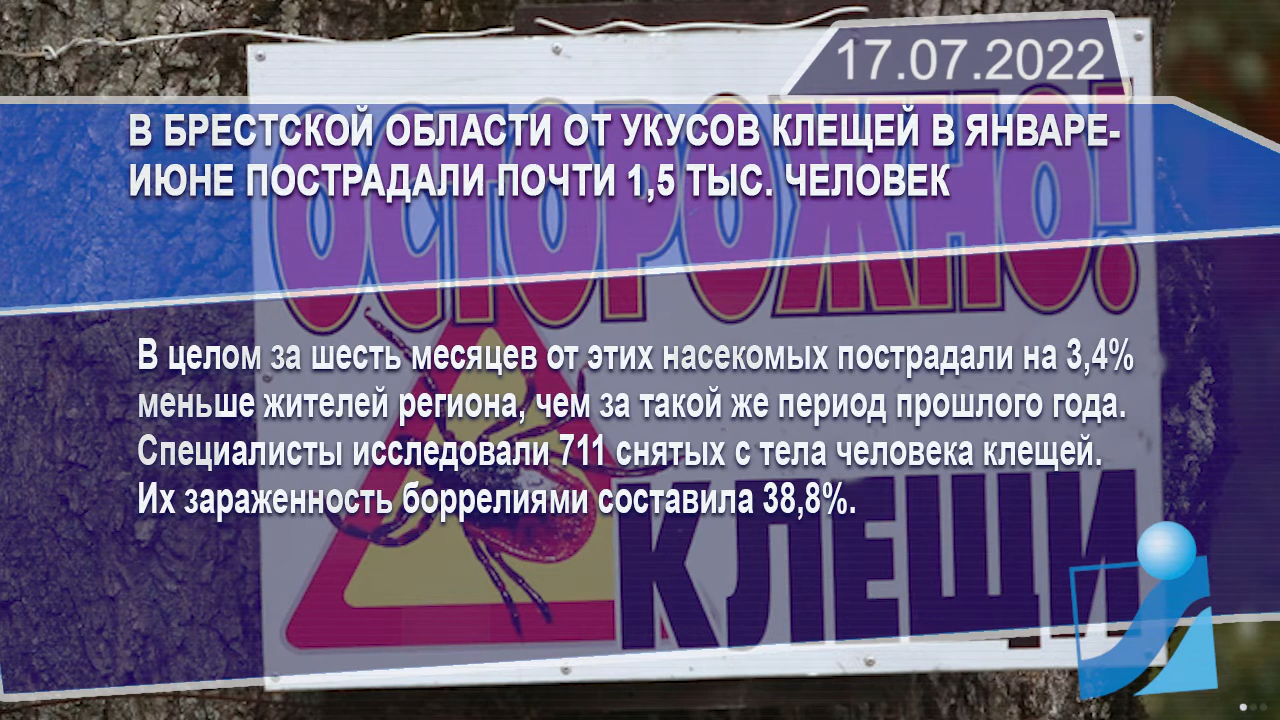 17.07.2022
В БРЕСТСКОЙ ОБЛАСТИ ОТ УКУСОВ КЛЕЩЕЙ В ЯНВАРЕ-
ИЮНЕ ПОСТРАДАЛИ ПОЧТИ 1,5 ТЫС. ЧЕЛОВЕК
ОСТОРОЖНО!
В целом за шесть месяцев от этих насекомых пострадали на 3,4%
меньше жителей региона, чем за такой же период прошлого года.
Специалисты исследовали 711 снятых с тела человека клещей.
Их зараженность боррелиями составила 38,8%.
КЛЕЩИ